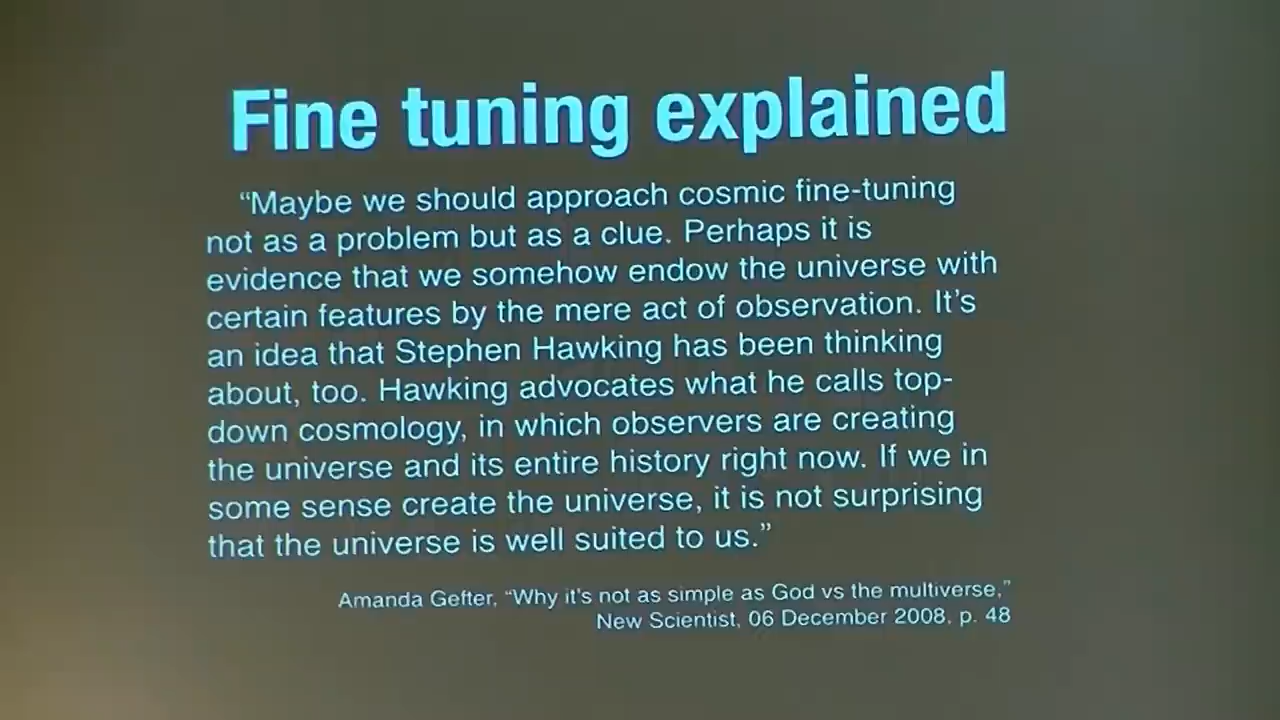 Fine tuning explained
“Maybe we should approach cosmic fine-tuning
not as a problem but as a clue. Perhaps it is
evidence that we somehow endow the universe with
certain features by the mere act of observation. It’s
an idea that Stephen Hawking has been thinking
about, too. Hawking advocates what he calls top-
down cosmology, in which observers are creating
the universe and its entire history right now. If we in
some sense create the universe, it is not surprising
that the universe is well suited to us.”
Amanda Gefter, “Why it’s not as simple as God vs the multiverse,”
New Scientist, 06 December 2008, p. 48